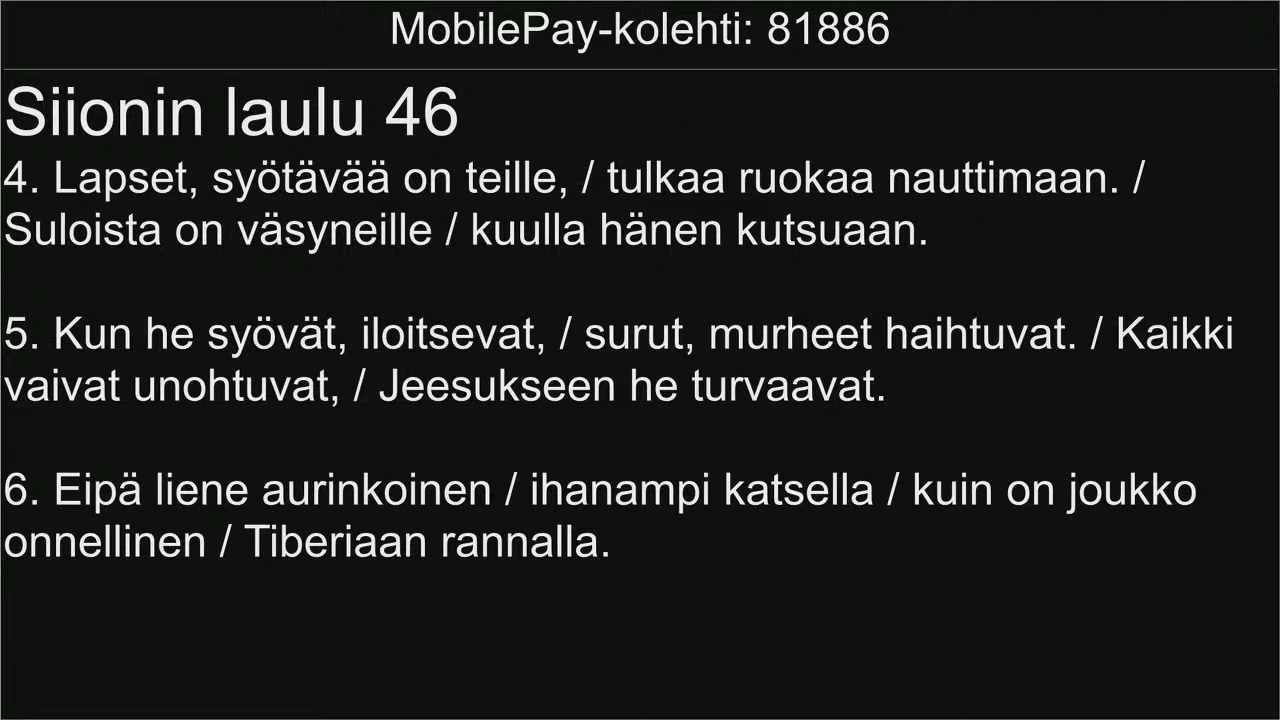 MobilePay-kolehti: 81886
Siionin laulu 46
4. Lapset, syötävää on teille, / tulkaa ruokaa nauttimaan. /
Suloista on väsyneille / kuulla hänen kutsuaan.
5. Kun he syövät, iloitsevat, / surut, murheet haihtuvat. / Kaikki
vaivat unohtuvat, / Jeesukseen he turvaavat.
6. Eipä liene aurinkoinen / ihanampi katsella / kuin on joukko
onnellinen / Tiberiaan rannalla.